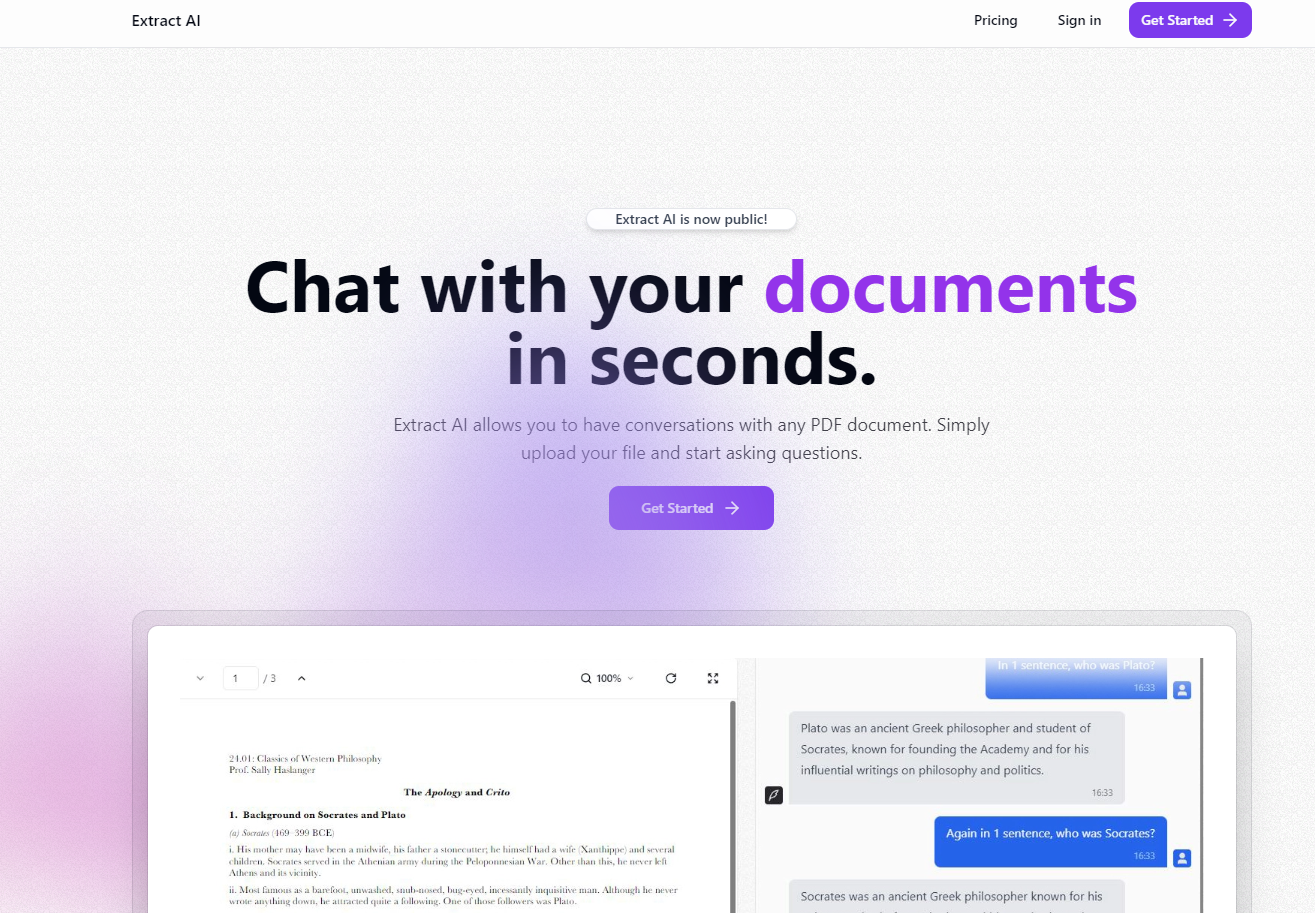 Extract AI
Pricing
Sign in
Get Started
Extract AI is now public!
Chat with your documents
in seconds.
Extract AI allows you to have conversations with any PDF document. Simply
upload your file and start asking questions.
Get Started
1 / 3
100%
24.01: Classics of Western Philosophy
Prof. Sally Haslanger
The Apology and Crito
1. Background on Socrates and Plato
(a) Socrates (469–399 BCE)
i. His mother may have been a midwife, his father a stonecutter; he himself had a wife (Xanthippe) and several
children. Socrates served in the Athenian army during the Peloponnesian War. Other than this, he never left
Athens and its vicinity.
ii. Most famous as a barefoot, unwashed, snub-nosed, bug-eyed, incessantly inquisitive man. Although he never
wrote anything down, he attracted quite a following. One of those followers was Plato.
In 1 sentence, who was Plato?
16:33
Plato was an ancient Greek philosopher and student of
Socrates, known for founding the Academy and for his
influential writings on philosophy and politics.
16:33
Again in 1 sentence, who was Socrates?
16:33
Socrates was an ancient Greek philosopher known for his